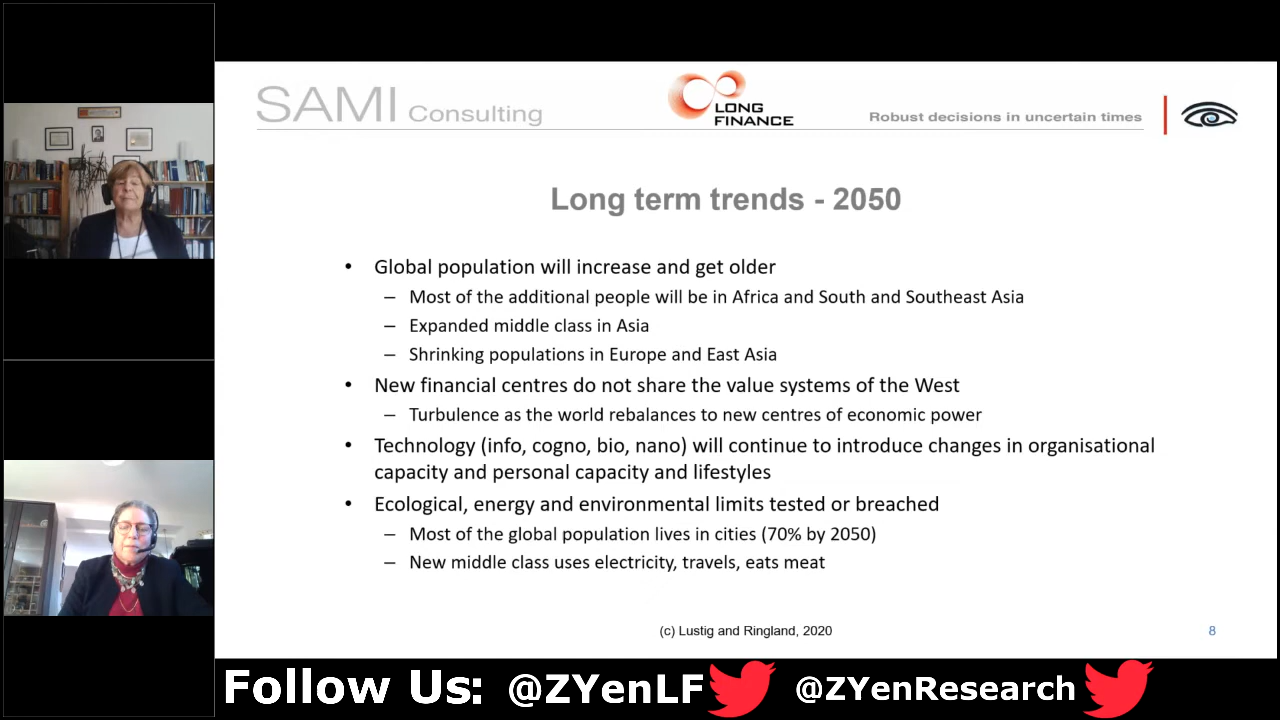 SAMI Consulting
LONG
FINANCE
Robust decisions in uncertain times
Long term trends - 2050
• Global population will increase and get older
– Most of the additional people will be in Africa and South and Southeast Asia
– Expanded middle class in Asia
– Shrinking populations in Europe and East Asia
• New financial centres do not share the value systems of the West
– Turbulence as the world rebalances to new centres of economic power
• Technology (info, cogno, bio, nano) will continue to introduce changes in organisational
capacity and personal capacity and lifestyles
• Ecological, energy and environmental limits tested or breached
– Most of the global population lives in cities (70% by 2050)
– New middle class uses electricity, travels, eats meat
(c) Lustig and Ringland, 2020
8
Follow Us: @ZYenLF @ZYenResearch